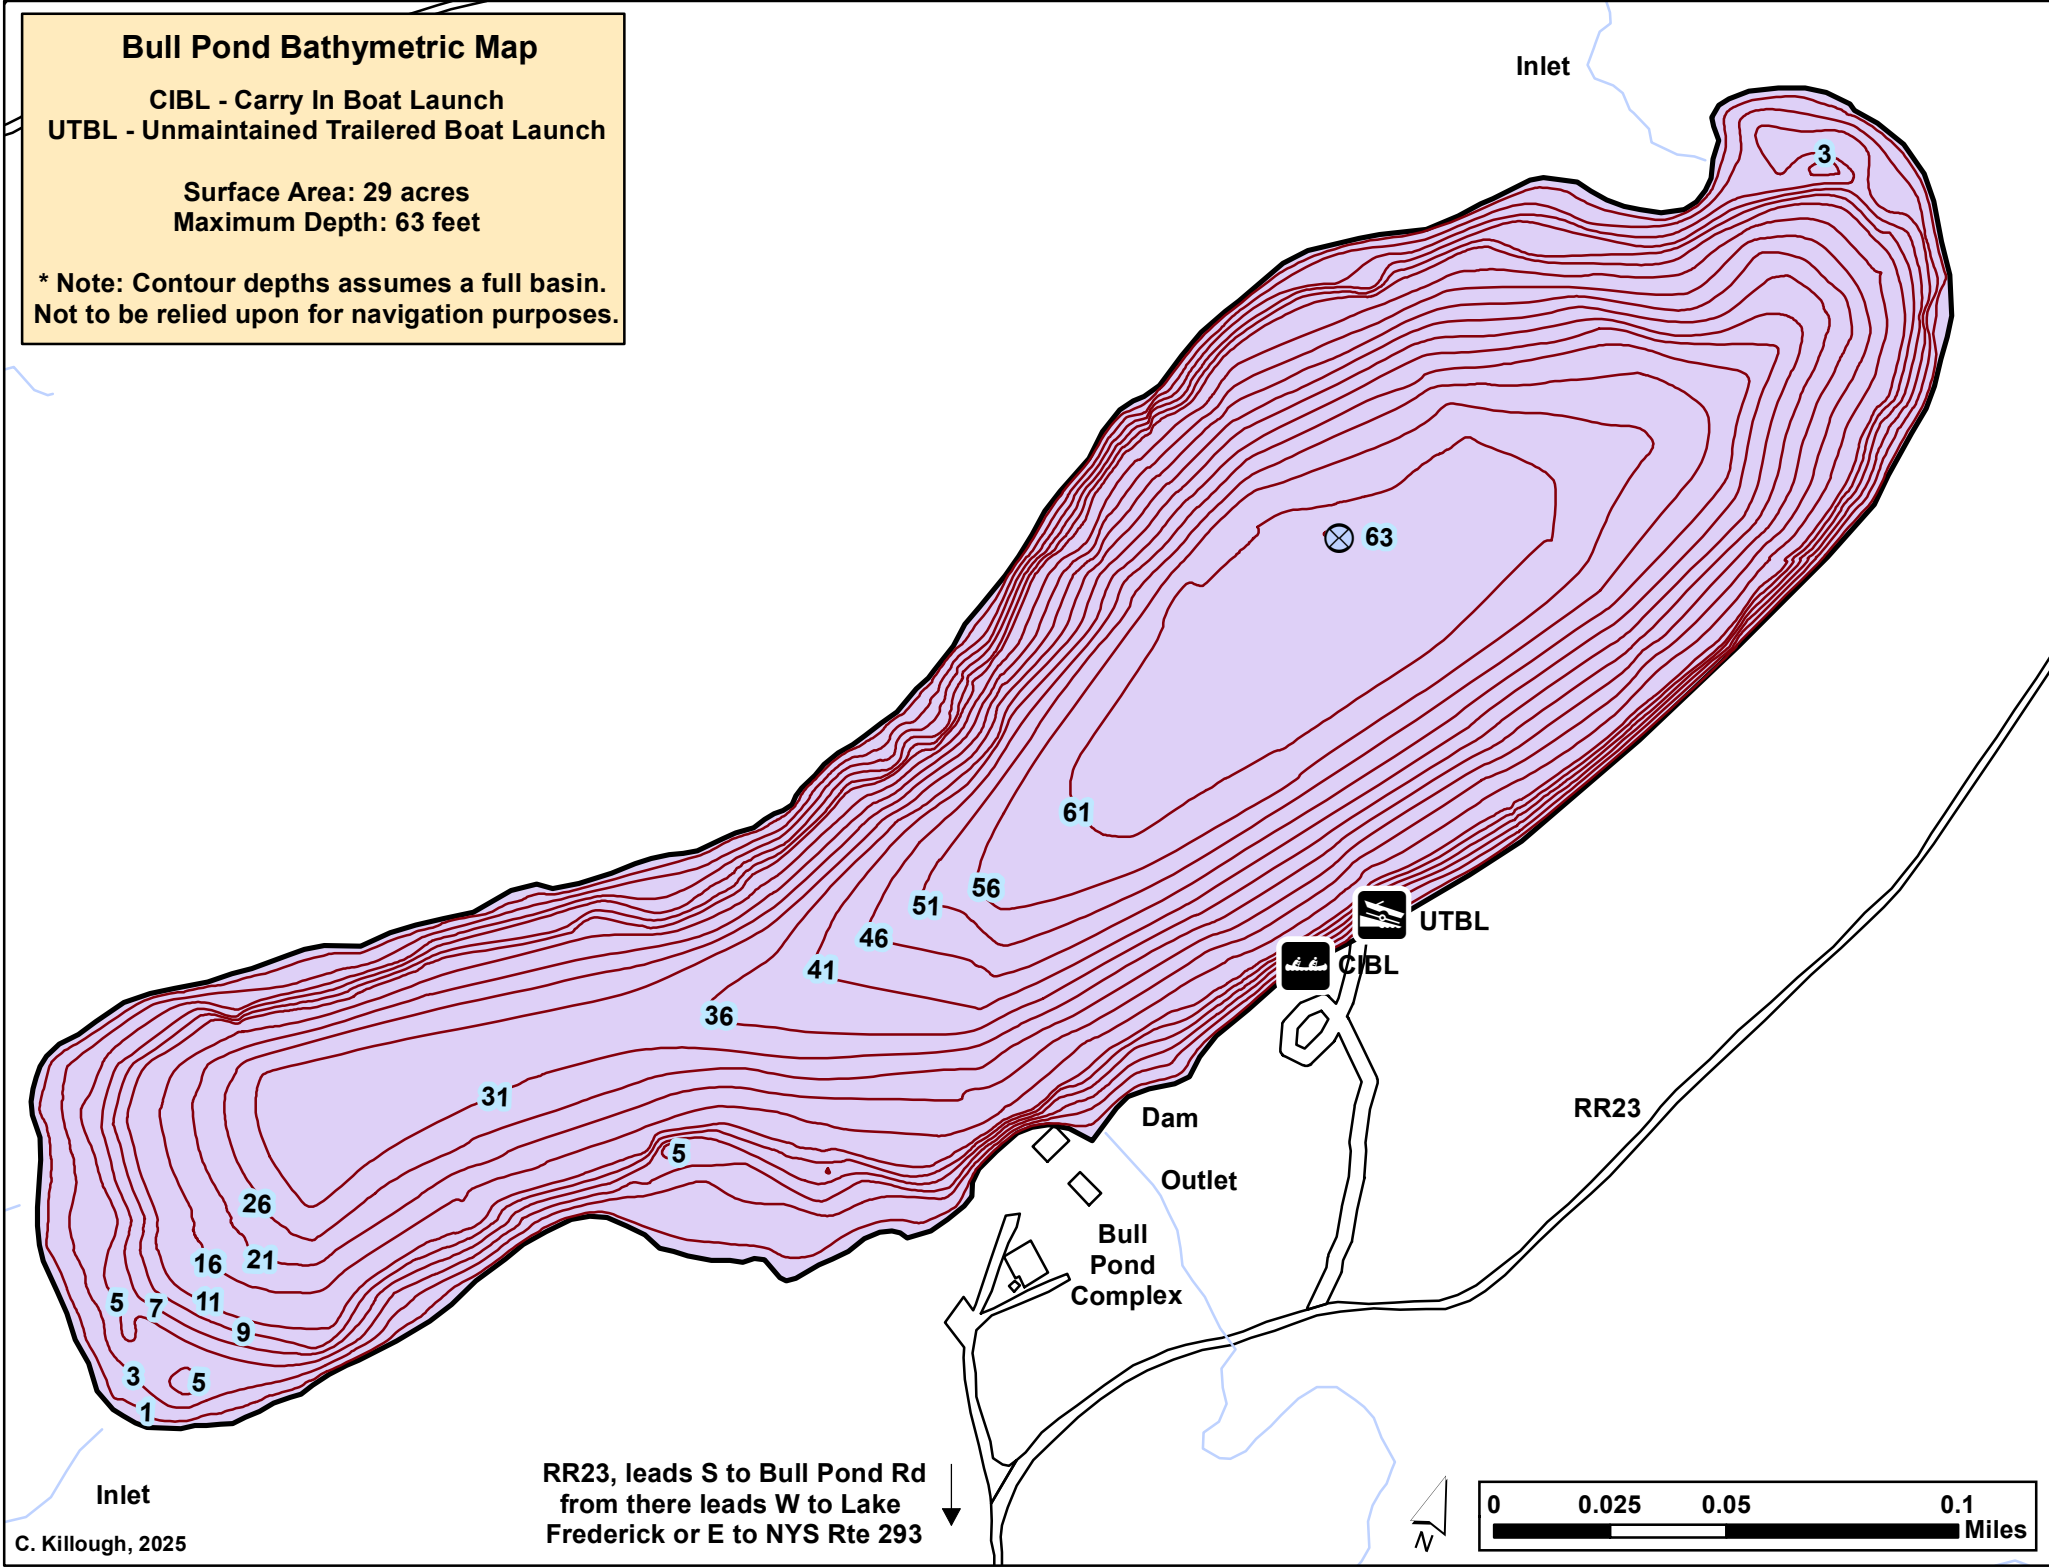 Bull Pond Bathymetric Map
CIBL - Carry In Boat Launch
UTBL - Unmaintained Trailered Boat Launch
Surface Area: 29 acres
Maximum Depth: 63 feet
* Note: Contour depths assumes a full basin.
Not to be relied upon for navigation purposes.
Inlet
3
63
61
56
51
46
41
36
31
26
21
16
11
9
7
5
5
3
5
1
UTBL
CIBL
Dam
Outlet
RR23
Bull
Pond
Complex
Inlet
RR23, leads S to Bull Pond Rd
from there leads W to Lake
Frederick or E to NYS Rte 293
C. Killough, 2025
N
0 0.025 0.05 0.1
Miles